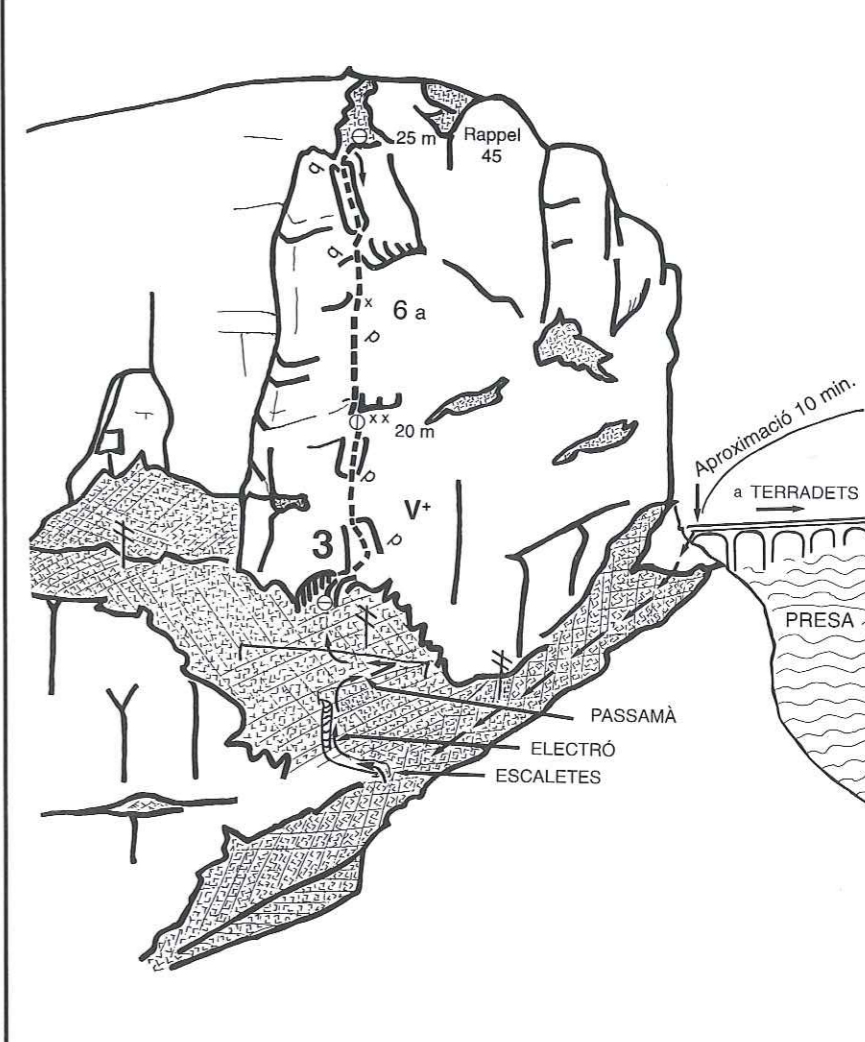 25 m
Rappel
45
6 a
x
x x 20 m
V+
3
Aproximació 10 min.
a TERRADETS
PRESA
PASSAMÀ
ELECTRÓ
ESCALETES